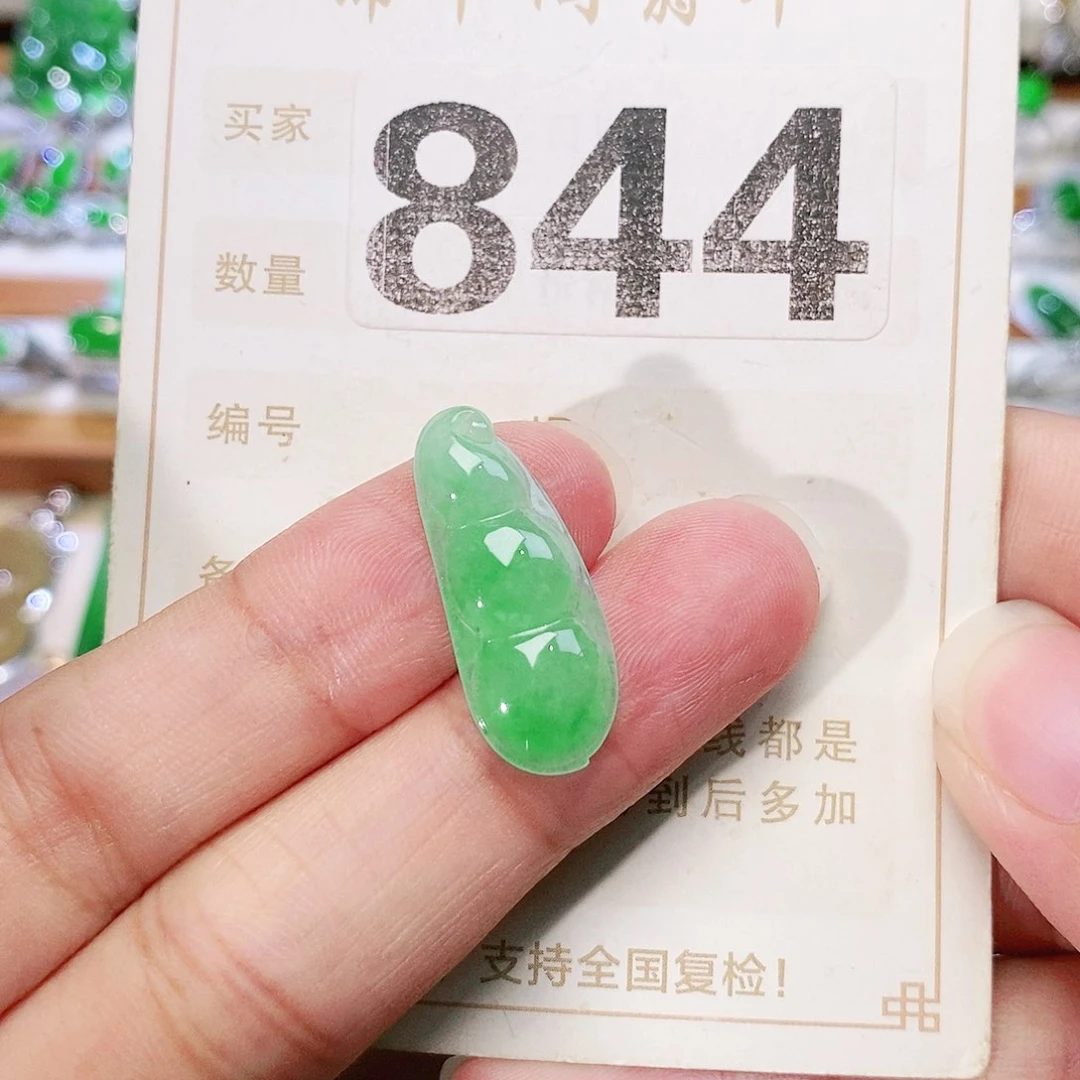 买家
844
数量
编号
线都是
到后多加
支持全国复检!